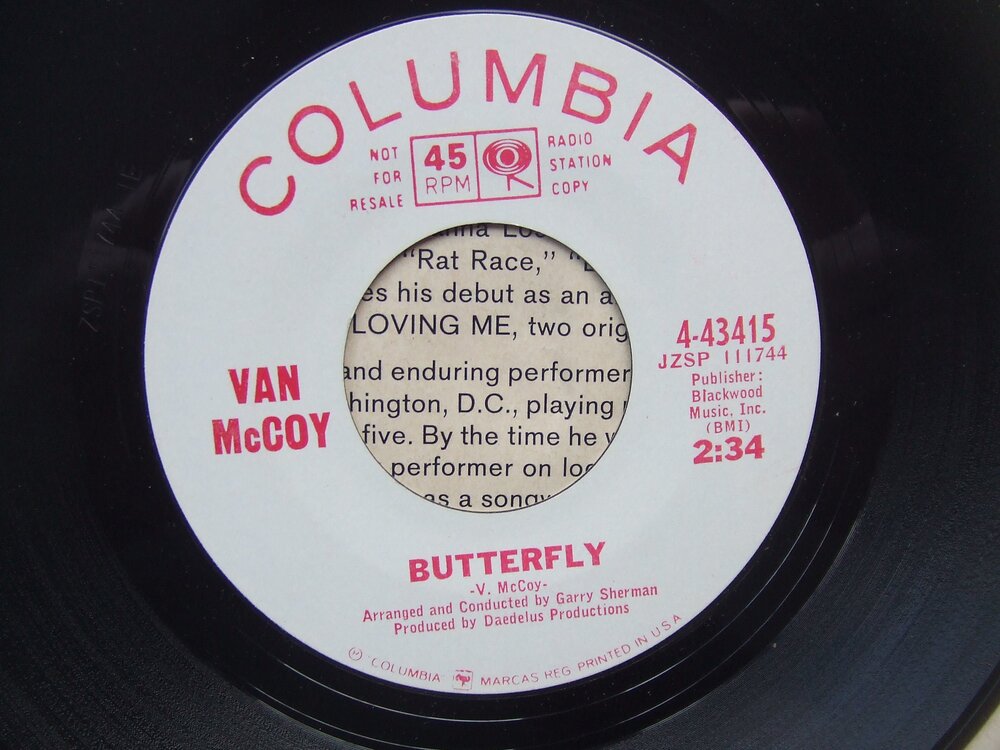 COLUMBIA
NOT
FOR
RESALE
45
RPM
RADIO
STATION
COPY
"Rat Race,"
es his debut as an a
LOVING ME, two orig
and enduring performer
hington, D.C., playing
five. By the time he
performer on loc
as a song
VAN
McCOY
4-43415
JZSP 111744
Publisher:
Blackwood
Music, Inc.
(BMI)
2:34
BUTTERFLY
-V. McCoy-
Arranged and Conducted by Garry Sherman
Produced by Daedelus Productions
COLUMBIA MARCAS REG PRINTED IN U S A